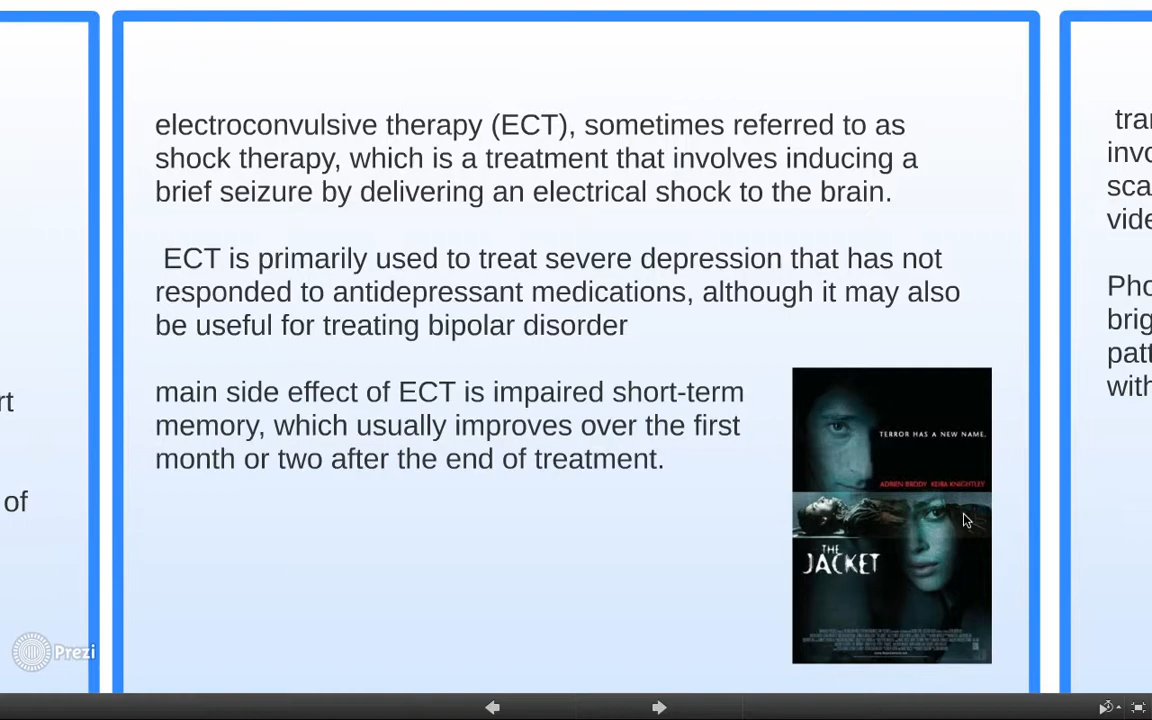 electroconvulsive therapy (ECT), sometimes referred to as
shock therapy, which is a treatment that involves inducing a
brief seizure by delivering an electrical shock to the brain.
ECT is primarily used to treat severe depression that has not
responded to antidepressant medications, although it may also
be useful for treating bipolar disorder
main side effect of ECT is impaired short-term
memory, which usually improves over the first
month or two after the end of treatment.
TERROR HAS A NEW NAME.
ADRIEN BRODY KEIRA KNIGHTLEY
THE
JACKET
of
Prezi